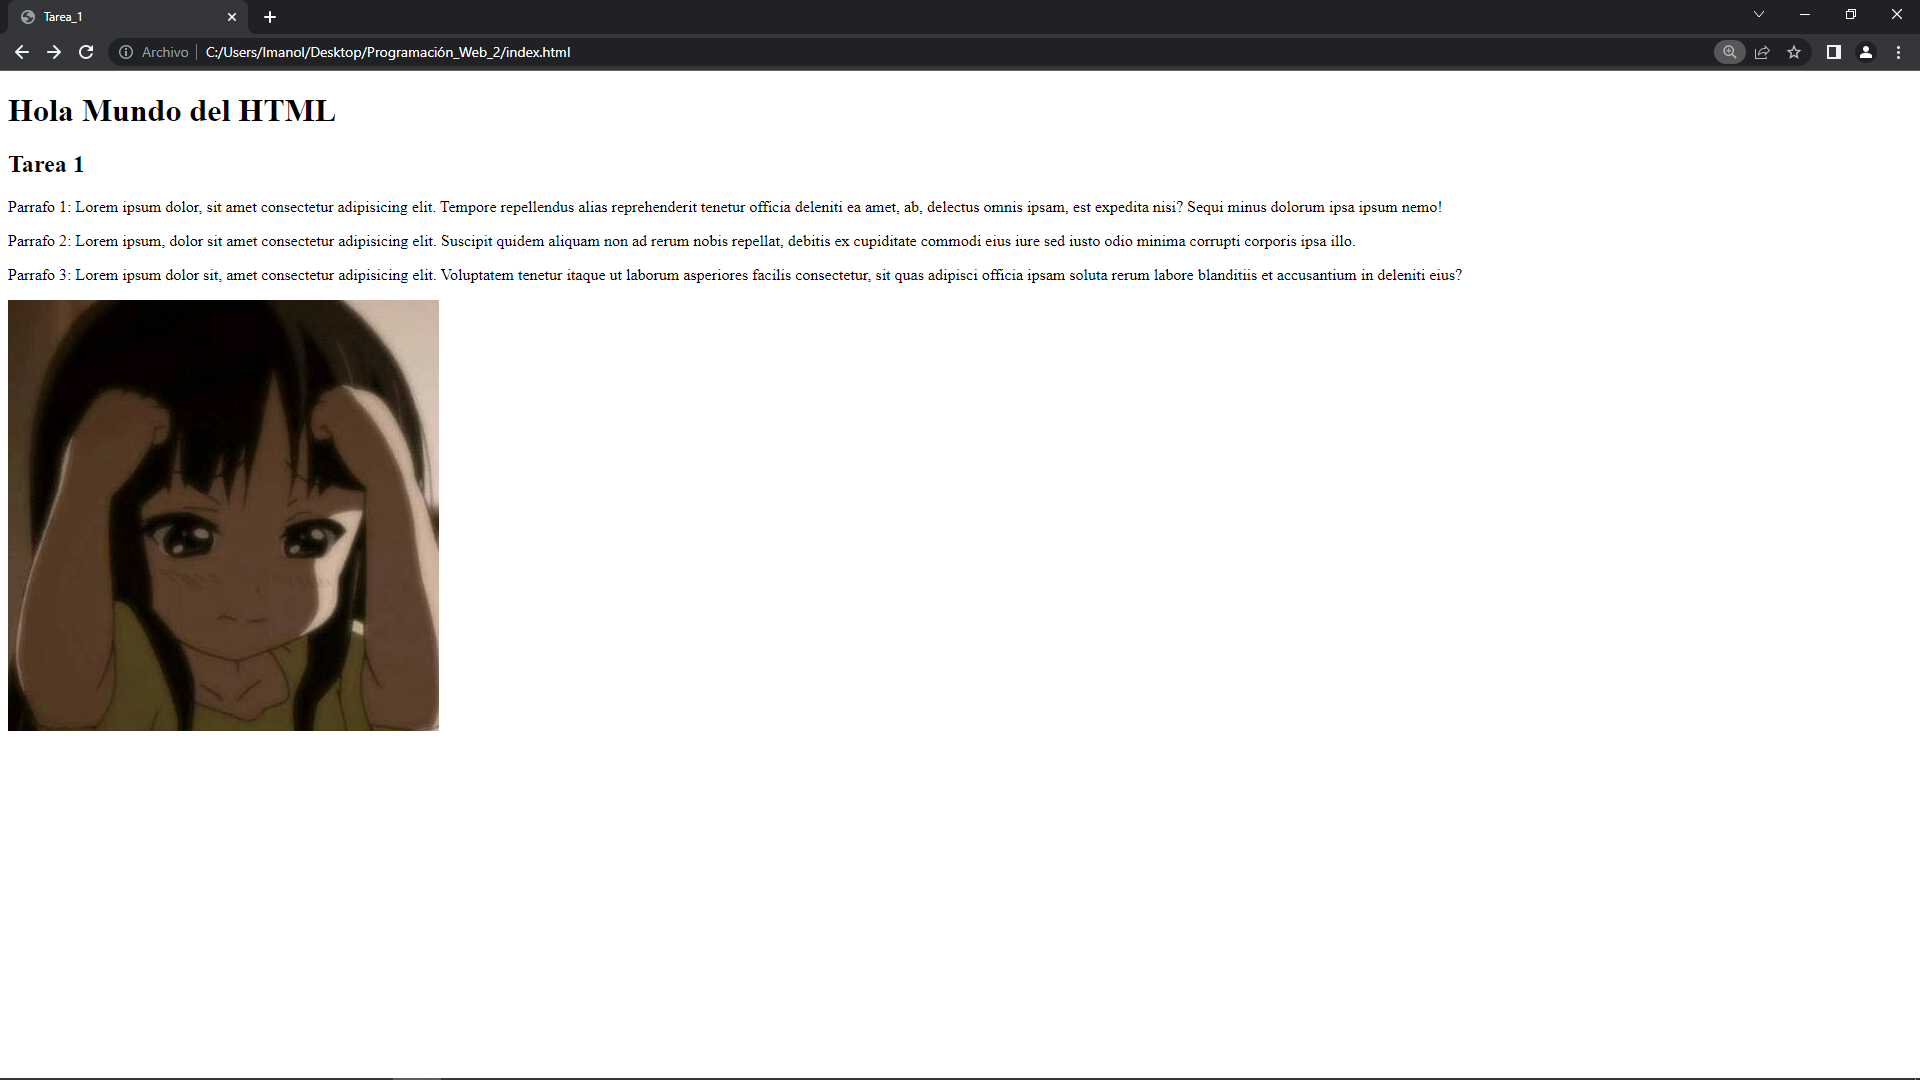 Tarea_1
Archivo C:/Users/Imanol/Desktop/Programación_Web_2/index.html
Hola Mundo del HTML
Tarea 1
Parrafo 1: Lorem ipsum dolor, sit amet consectetur adipisicing elit. Tempore repellendus alias reprehenderit tenetur officia deleniti ea amet, ab, delectus omnis ipsam, est expedita nisi? Sequi minus dolorum ipsa ipsum nemo!
Parrafo 2: Lorem ipsum, dolor sit amet consectetur adipisicing elit. Suscipit quidem aliquam non ad rerum nobis repellat, debitis ex cupiditate commodi eius iure sed iusto odio minima corrupti corporis ipsa illo.
Parrafo 3: Lorem ipsum dolor sit, amet consectetur adipisicing elit. Voluptatem tenetur itaque ut laborum asperiores facilis consectetur, sit quas adipisci officia ipsam soluta rerum labore blanditiis et accusantium in deleniti eius?